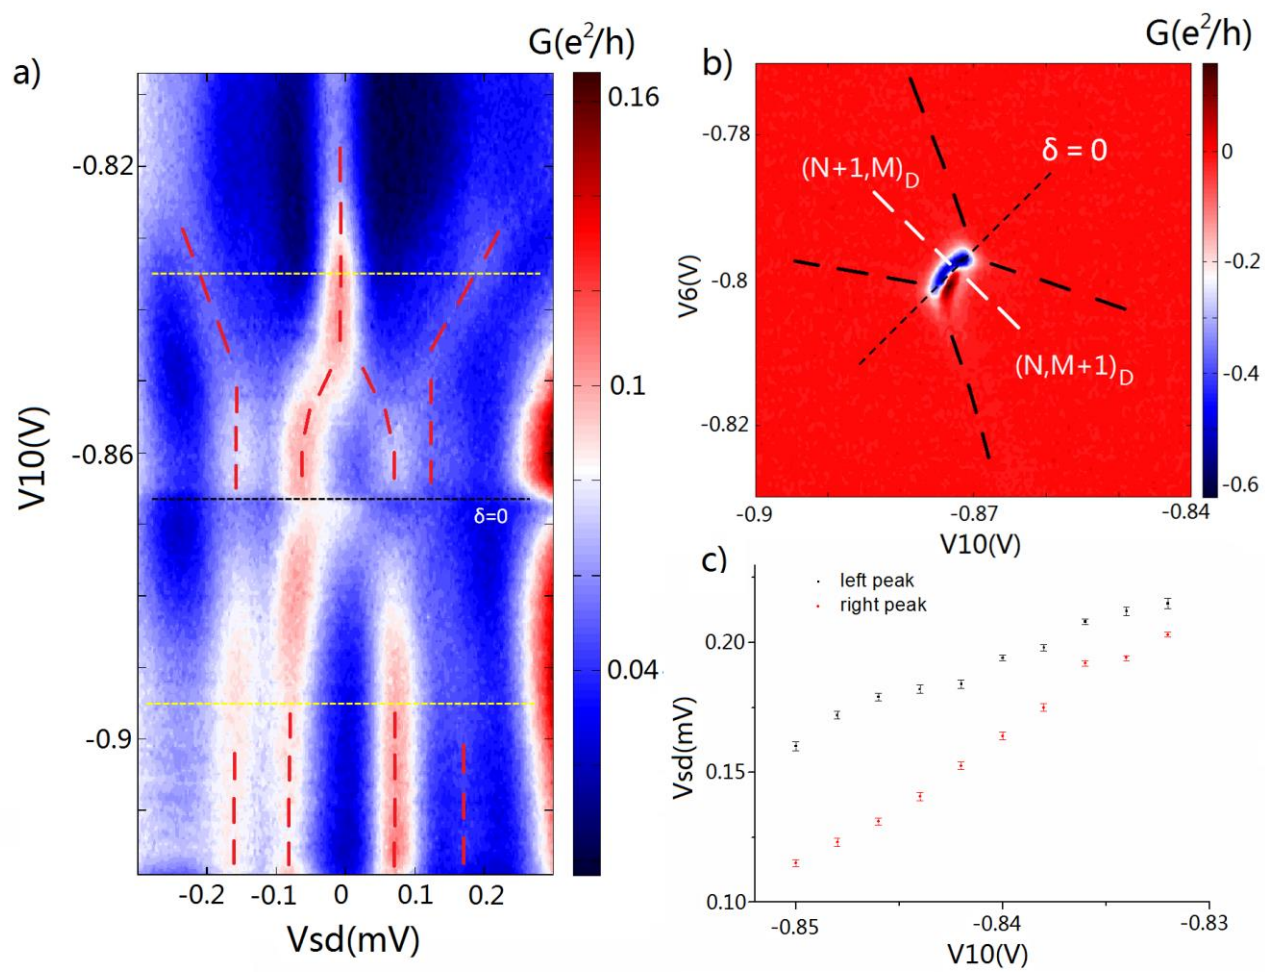 a)
G(e²/h)
0.16
0.1
0.04
-0.82
-0.86
-0.9
V10(V)
δ=0
-0.2
-0.1
0
0.2
Vsd(mV)
b)
G(e²/h)
0
-0.2
-0.4
-0.6
-0.78
-0.8
-0.82
V6(V)
(N+1,M)D
δ = 0
(N,M+1)D
-0.9
-0.87
-0.84
V10(V)
c)
left peak
right peak
0.20
0.15
0.10
Vsd(mV)
-0.85
-0.84
-0.83
V10(V)